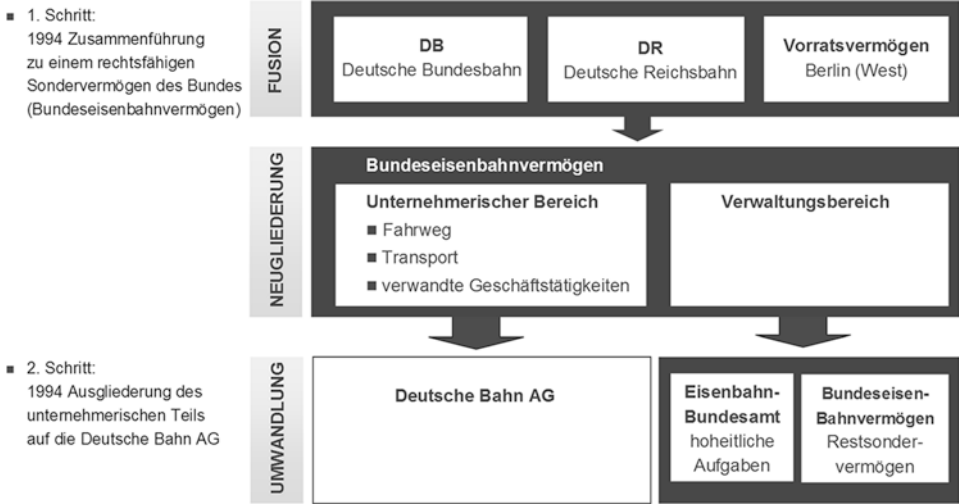 ■ 1. Schritt:
1994 Zusammenführung
zu einem rechtsfähigen
Sondervermögen des Bundes
(Bundeseisenbahnvermögen)
FUSION
DB
Deutsche Bundesbahn
DR
Deutsche Reichsbahn
Vorratsvermögen
Berlin (West)
NEUGLIEDERUNG
Bundeseisenbahnvermögen
Unternehmerischer Bereich
■ Fahrweg
■ Transport
■ verwandte Geschäftstätigkeiten
Verwaltungsbereich
■ 2. Schritt:
1994 Ausgliederung des
unternehmerischen Teils
auf die Deutsche Bahn AG
UMWANDLUNG
Deutsche Bahn AG
Eisenbahn-
Bundesamt
hoheitliche
Aufgaben
Bundeseisen-
Bahnvermögen
Restsonder-
vermögen